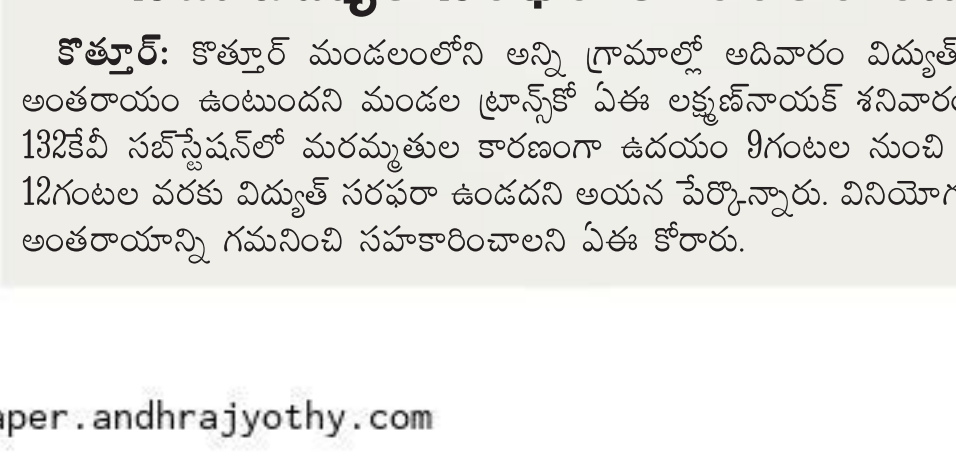 కొత్తూర్: కొత్తూర్ మండలంలోని అన్ని గ్రామాల్లో అదివారం విద్యుత్
అంతరాయం ఉంటుందని మండల ట్రాన్స్‌కో ఏఈ లక్ష్మణ్‌నాయక్ శనివారం
132కేవీ సబ్‌స్టేషన్‌లో మరమ్మతుల కారణంగా ఉదయం 9గంటల నుంచి
12గంటల వరకు విద్యుత్ సరఫరా ఉండదని అయన పేర్కొన్నారు.
అంతరాయాన్ని గమనించి సహకారించాలని ఏఈ కోరారు.
aper.andhrajyothy.com